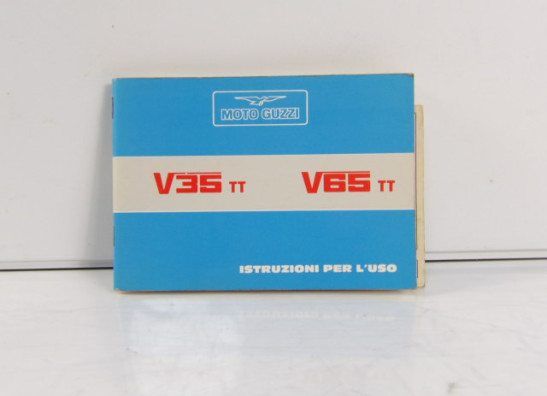 MOTO GUZZI
V35 TT V65 TT
ISTRUZIONI PER L'USO